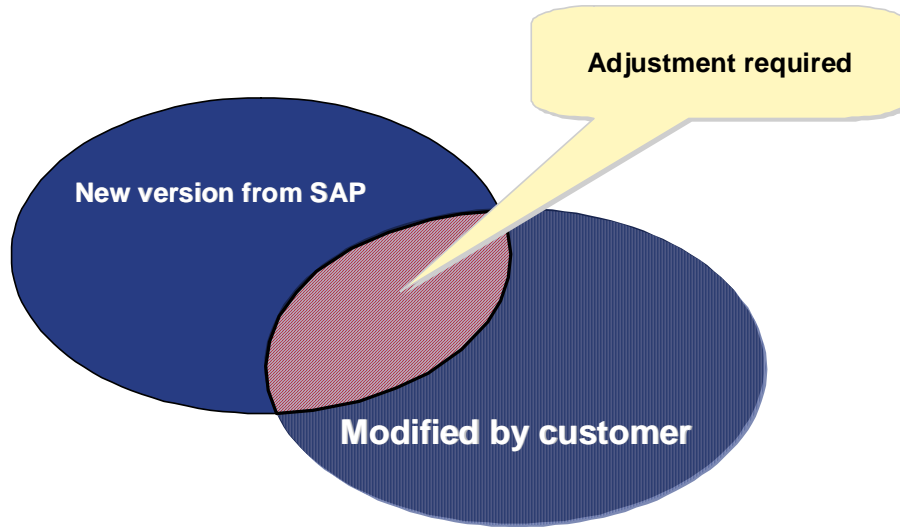 Adjustment required
New version from SAP
Modified by customer